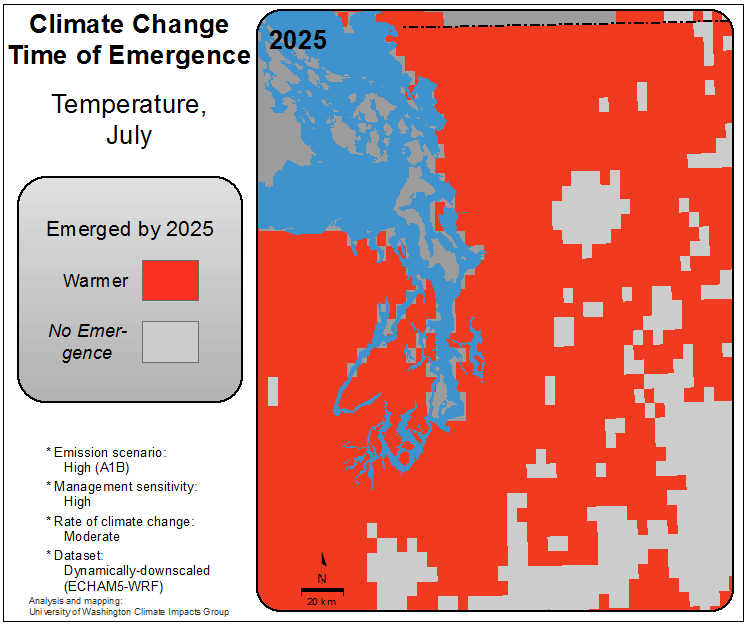 Climate Change
Time of Emergence
Temperature,
July
Emerged by 2025
Warmer
No Emer-
gence
* Emission scenario:
High (A1B)
* Management sensitivity:
High
* Rate of climate change:
Moderate
* Dataset:
Dynamically-downscaled
(ECHAM5-WRF)
Analysis and mapping:
University of Washington Climate Impacts Group
2025
N
20 km